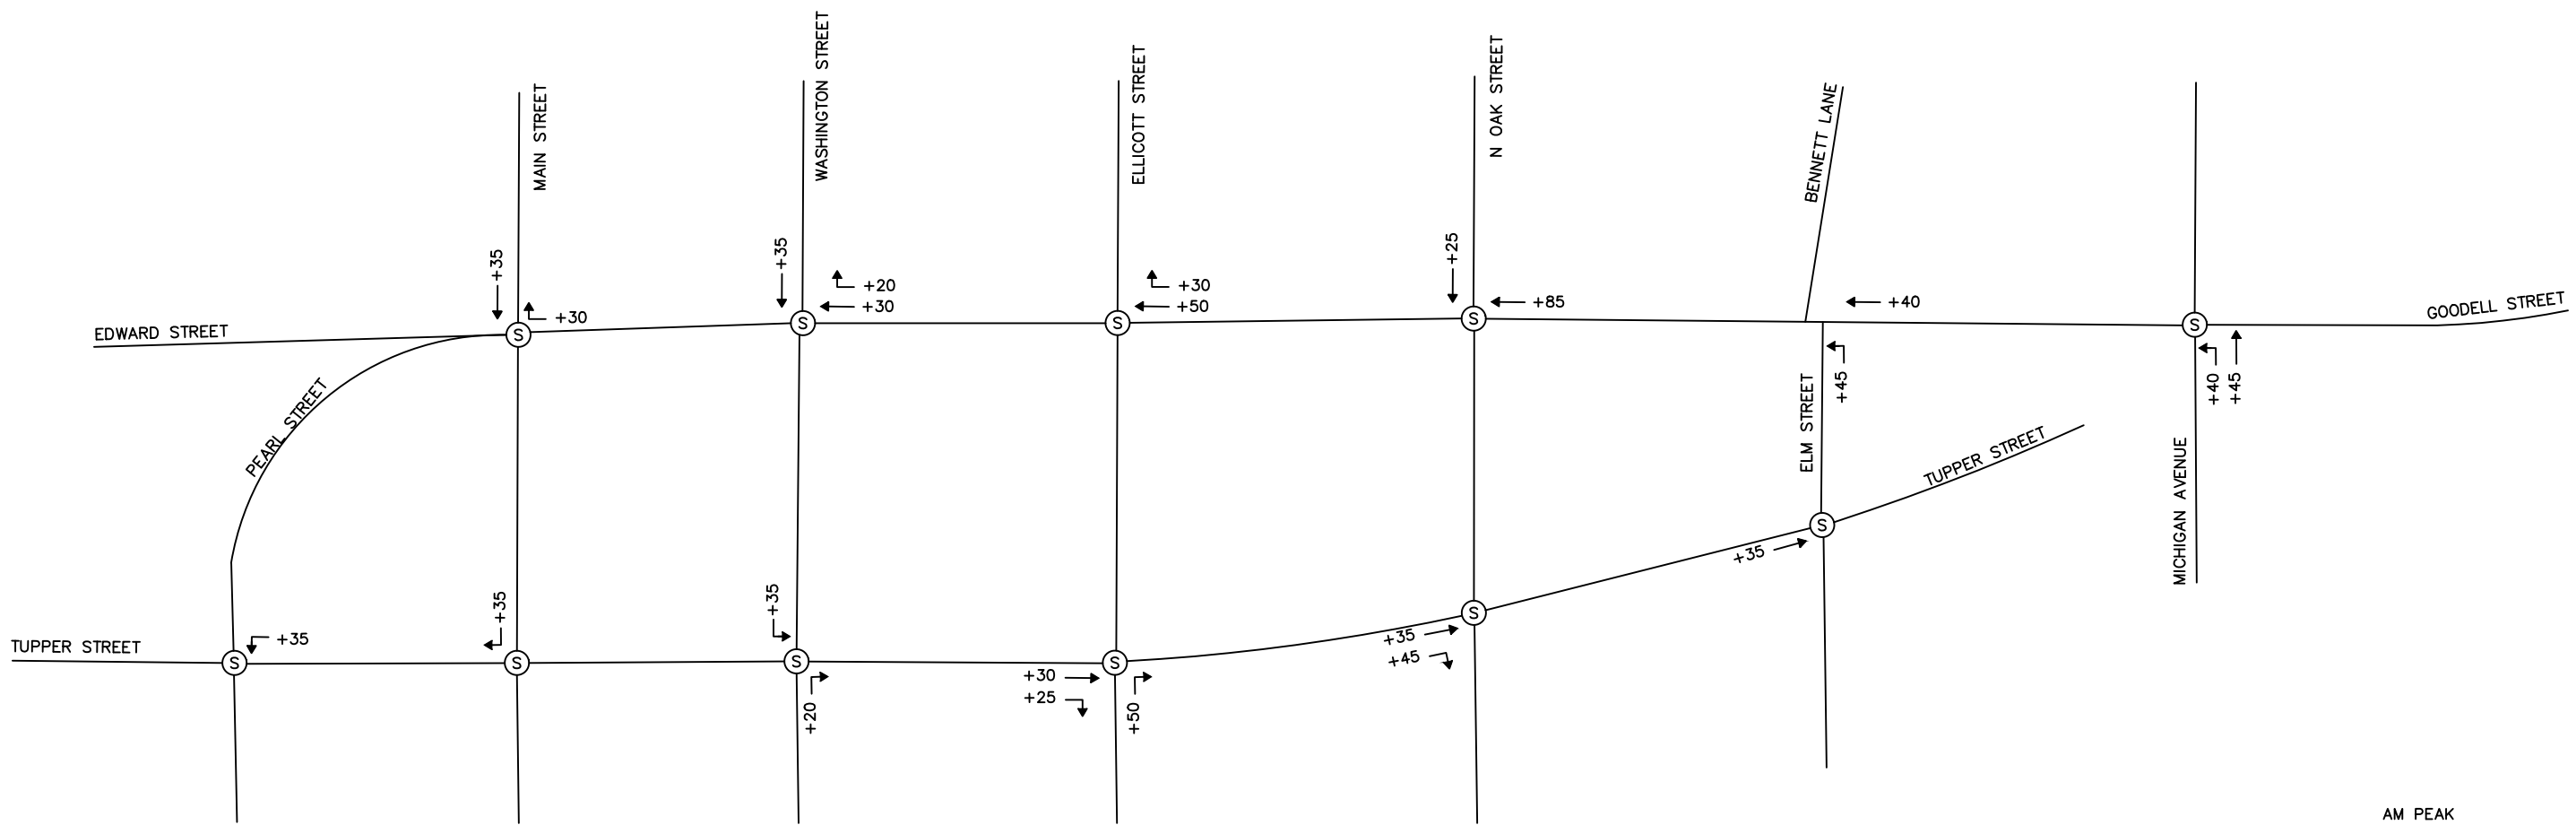 WASHINGTON STREET
N OAK STREET
ELLICOTT STREET
MAIN STREET
BENNETT LANE
+35
+35
+20
+30
+30
+50
+25
+85
+40
GOODELL STREET
EDWARD STREET
S
+30
S
S
S
S
PEARL STREET
ELM STREET
+45
+40
+45
MICHIGAN AVENUE
TUPPER STREET
S
+35
TUPPER STREET
S
+35
+35
S
+35
S
S
S
+35
+45
+20
+30
+25
+50
AM PEAK